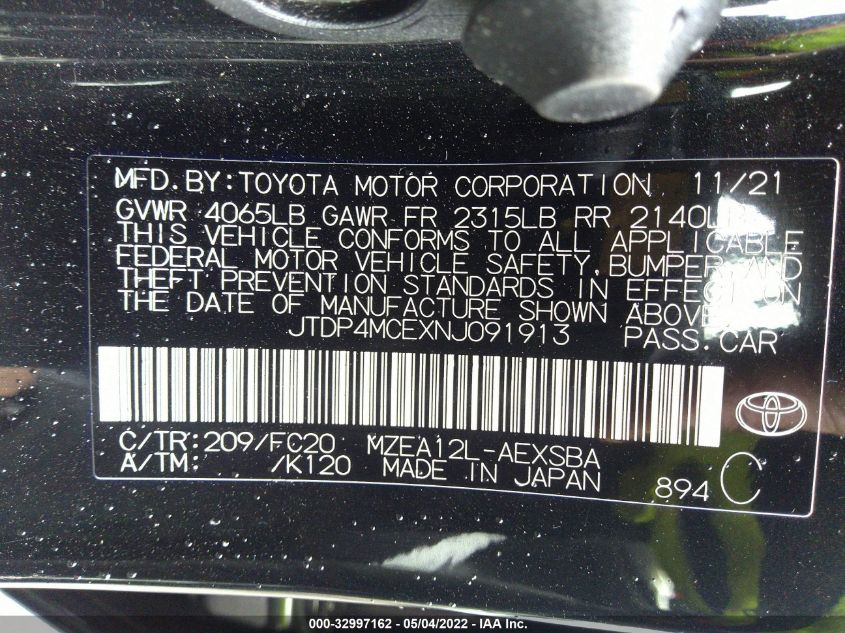 MFD.BY:TOYOTA MOTOR CORPORATION 11/21
GVWR 4065LB GAWR FR 2315LB RR 2140LB
THIS VEHICLE CONFORMS TO ALL APPLICABLE
FEDERAL MOTOR VEHICLE SAFETY, BUMPER, AND
THEFT PREVENTION STANDARDS IN EFFECT ON
THE DATE OF MANUFACTURE SHOWN ABOVE.
JTDP4MCEXNJ091913 PASS.CAR
C/TR:209/FC20 MZEA12L-AEXSBA
A/TM: /K120 MADE IN JAPAN
894 C
000-32997162 - 05/04/2022 - IAA Inc.